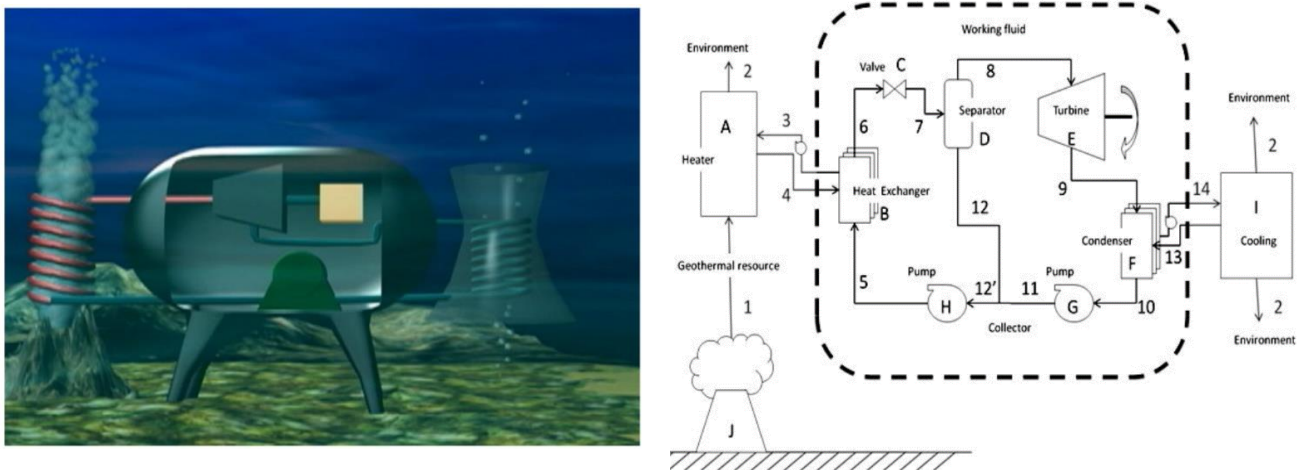 Working fluid
Environment
2
Valve C
8
A
Heater
3
4
6
7
Separator
D
Turbine
E
Environment
2
Heat Exchanger
B
9
14
I
Cooling
12
Condenser
F
13
Geothermal resource
1
5
Pump
H
12'
11
Pump
G
10
Collector
2
Environment
J